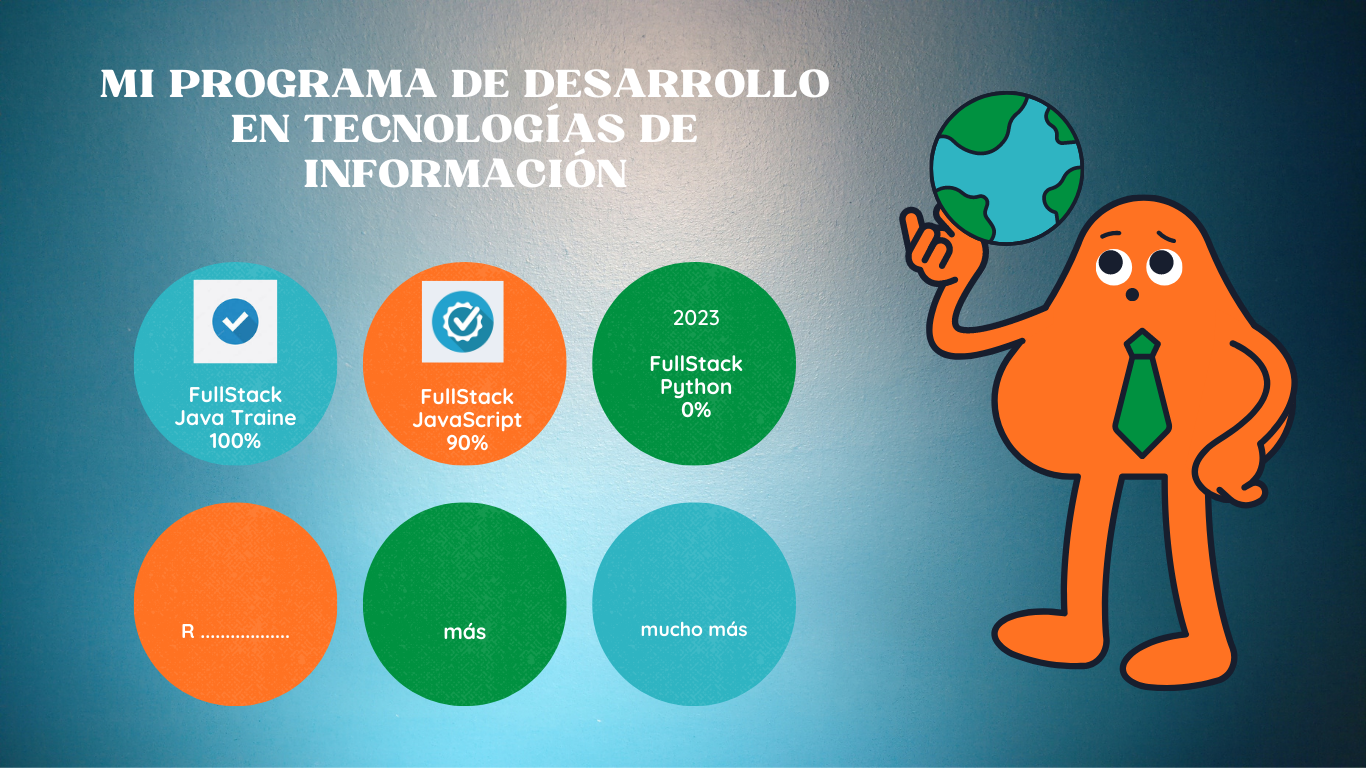 MI PROGRAMA DE DESARROLLO
EN TECNOLOGÍAS DE
INFORMACIÓN
FullStack
Java Traine
100%
FullStack
JavaScript
90%
2023
FullStack
Python
0%
R ..................
más
mucho más